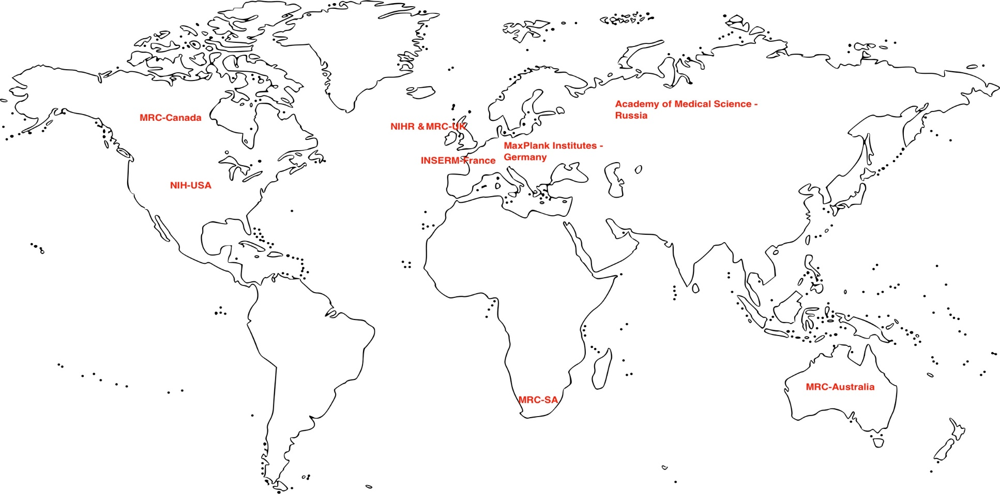 Academy of Medical Science -
Russia
MRC-Canada
NIHR & MRC-UK
MaxPlank Institutes -
Germany
INSERM-France
NIH-USA
MRC-Australia
MRC-SA